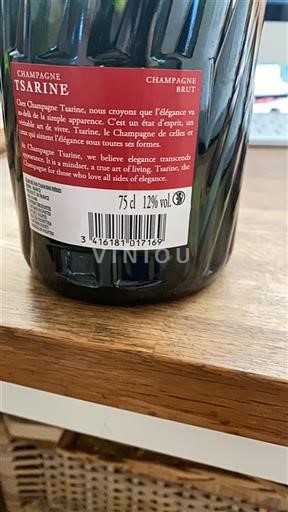 CHAMPAGNE
TSARINE
CHAMPAGNE
BRUT
Chez Champagne Tsarine, nous croyons que l'élégance va
au-delà de la simple apparence. C'est un état d'esprit, un
véritable art de vivre. Tsarine, le Champagne de celles et
ceux qui aiment l'élégance sous toutes ses formes.
At Champagne Tsarine, we believe elegance transcends
appearance. It is a mindset, a true art of living. Tsarine, the
Champagne for those who love all sides of elegance.
75 cl 12% vol.
3 416181 017169
VINIOU